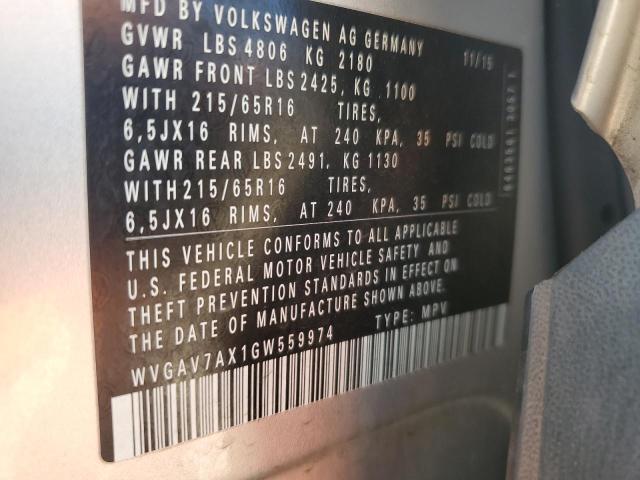 MFD BY VOLKSWAGEN AG GERMANY
GVWR LBS 4806 KG 2180 11/15
GAWR FRONT LBS 2425, KG 1100
WITH 215/65R16 TIRES,
6,5JX16 RIMS, AT 240 KPA, 35 PSI COLD
GAWR REAR LBS 2491, KG 1130
WITH 215/65R16 TIRES,
6,5JX16 RIMS, AT 240 KPA, 35 PSI COLD
THIS VEHICLE CONFORMS TO ALL APPLICABLE
U.S. FEDERAL MOTOR VEHICLE SAFETY AND
THEFT PREVENTION STANDARDS IN EFFECT ON
THE DATE OF MANUFACTURE SHOWN ABOVE.
WVGAV7AX1GW559974 TYPE: MPV